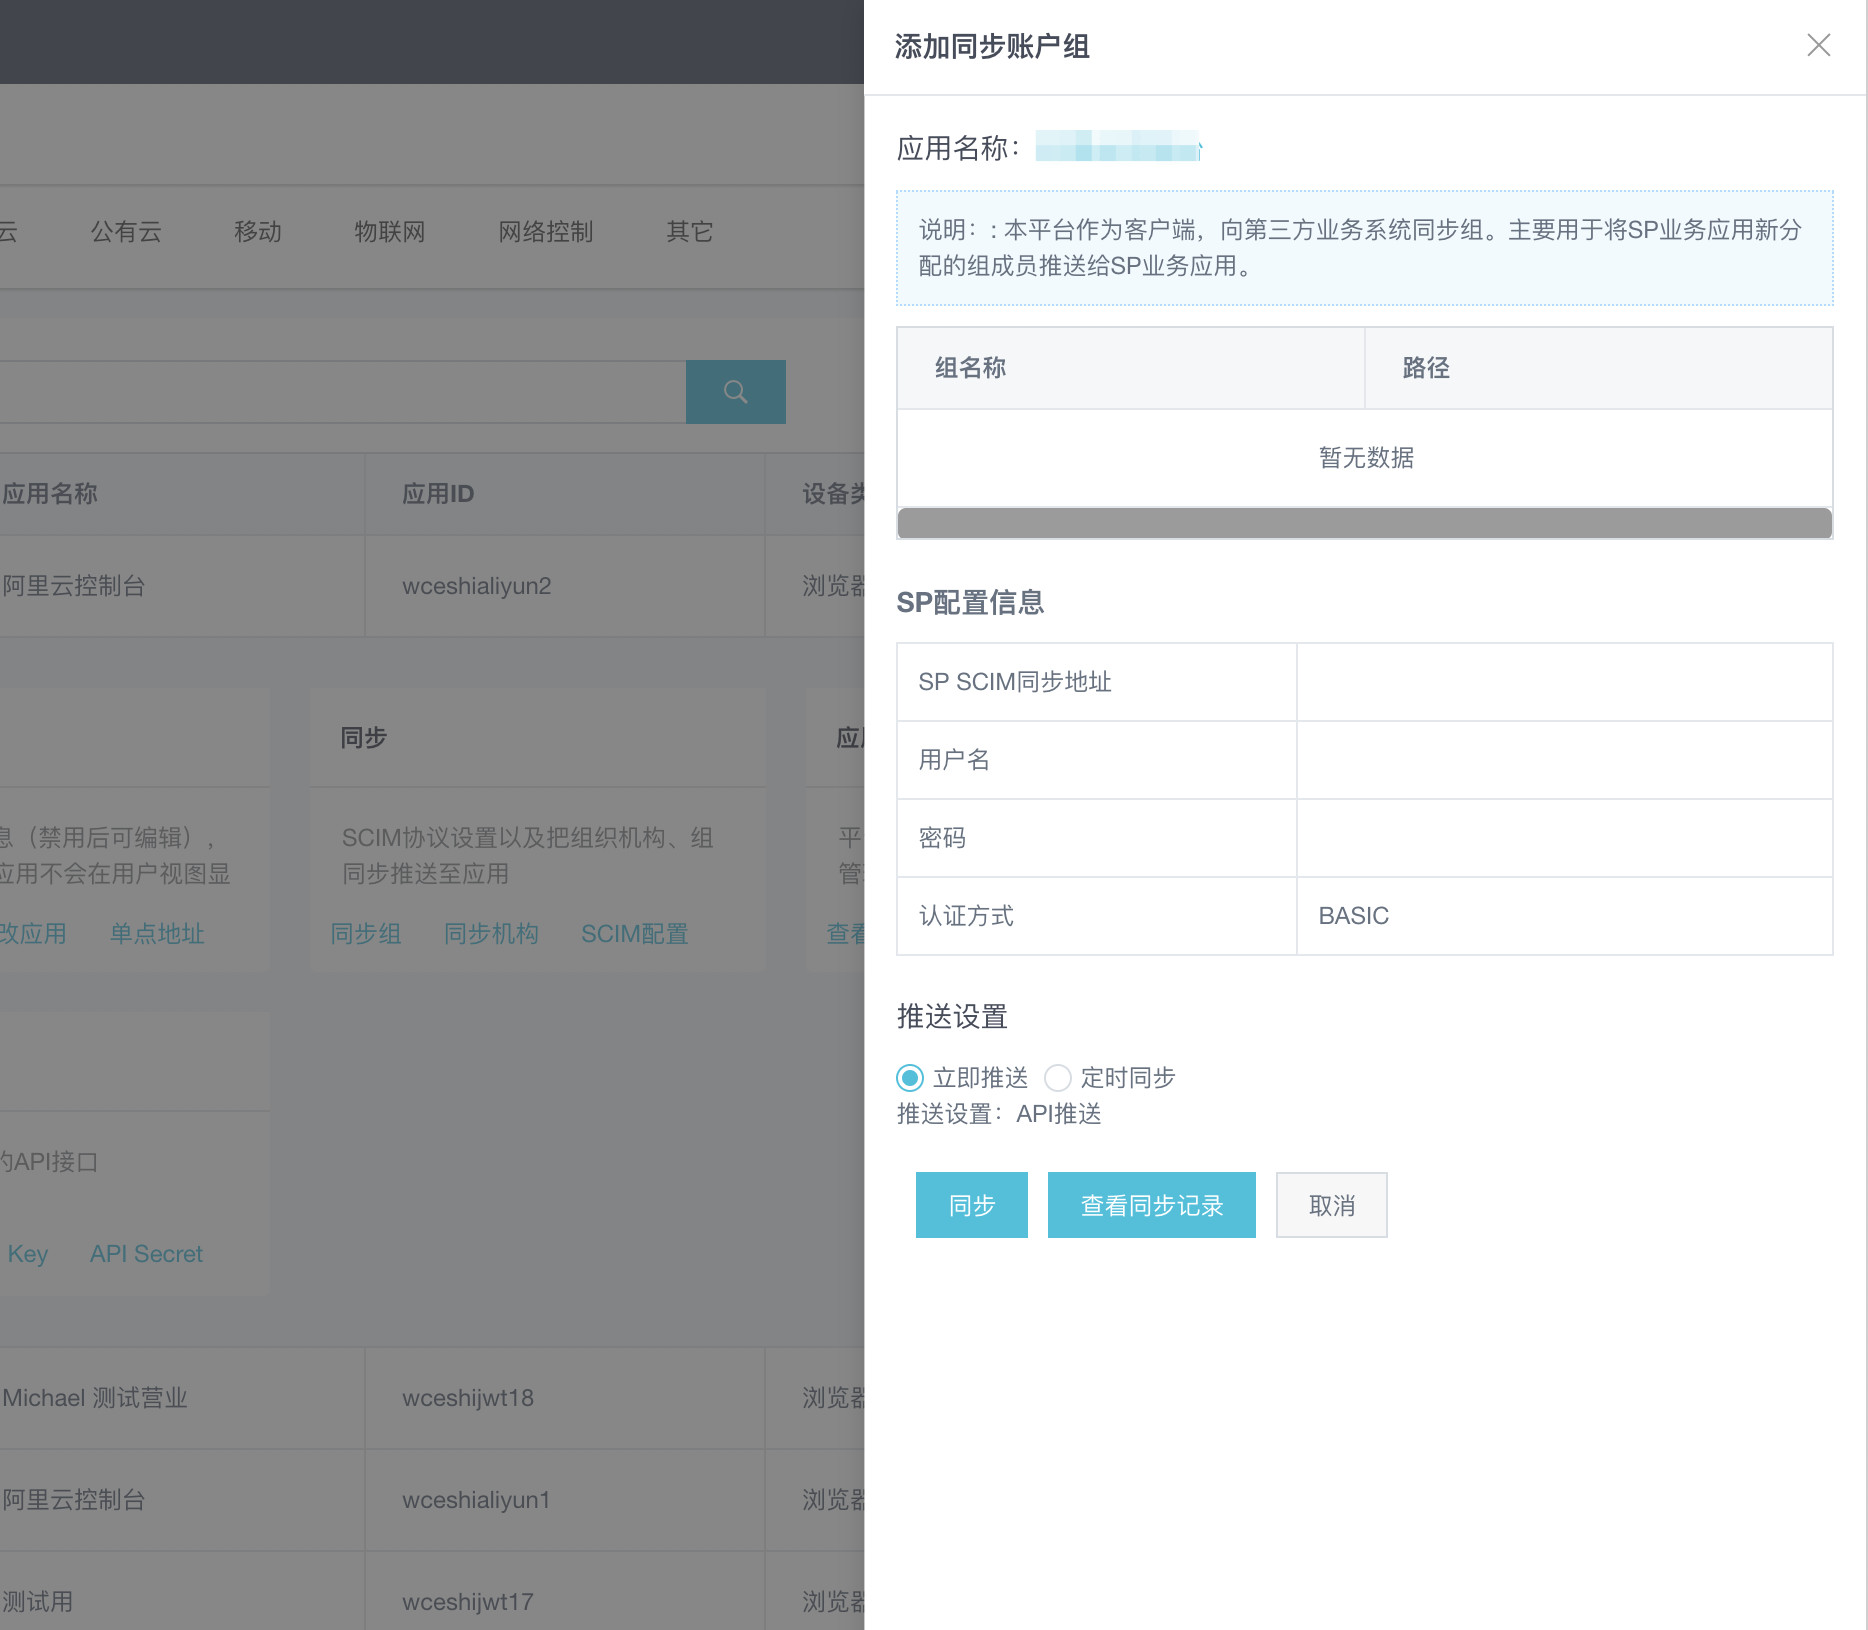 添加同步账户组
应用名称：
说明：: 本平台作为客户端，向第三方业务系统同步组。主要用于将SP业务应用新分
配的组成员推送给SP业务应用。
组名称 路径
暂无数据
SP配置信息
SP SCIM同步地址
用户名
密码
认证方式 BASIC
推送设置
立即推送 定时同步
推送设置：API推送
同步 查看同步记录 取消
云 公有云 移动 物联网 网络控制 其它
应用名称 应用ID 设备类
阿里云控制台 wceshialiyun2 浏览器
同步 应用
息（禁用后可编辑），
应用不会在用户视图显
SCIM协议设置以及把组织机构、组
同步推送至应用
平
管
改应用 单点地址 同步组 同步机构 SCIM配置 查看
的API接口
Key API Secret
Michael 测试营业 wceshijwt18 浏览器
阿里云控制台 wceshialiyun1 浏览器
测试用 wceshijwt17 浏览器